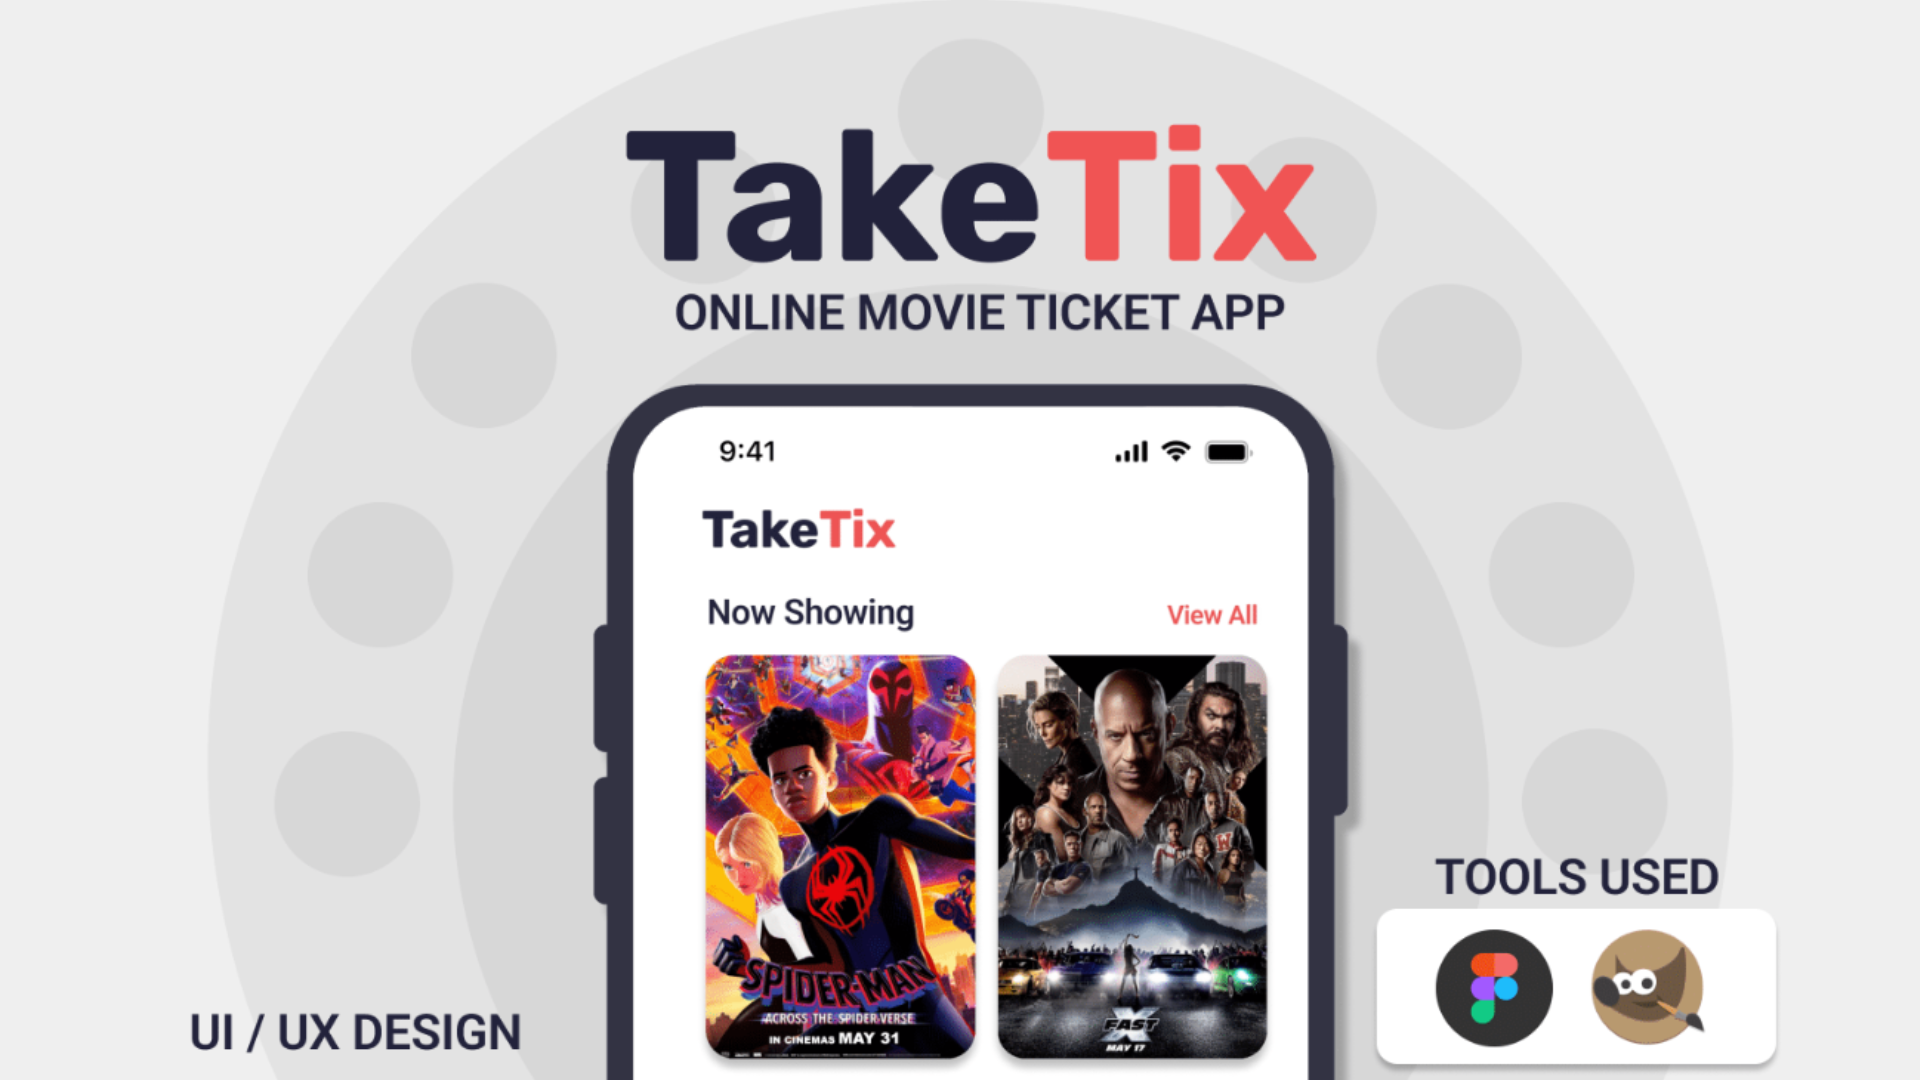 TakeTix
ONLINE MOVIE TICKET APP
9:41
TakeTix
Now Showing
View All
SPIDER-MAN
ACROSS THE SPIDER-VERSE
IN CINEMAS MAY 31
W
FAST X
MAY 17
TOOLS USED
UI / UX DESIGN